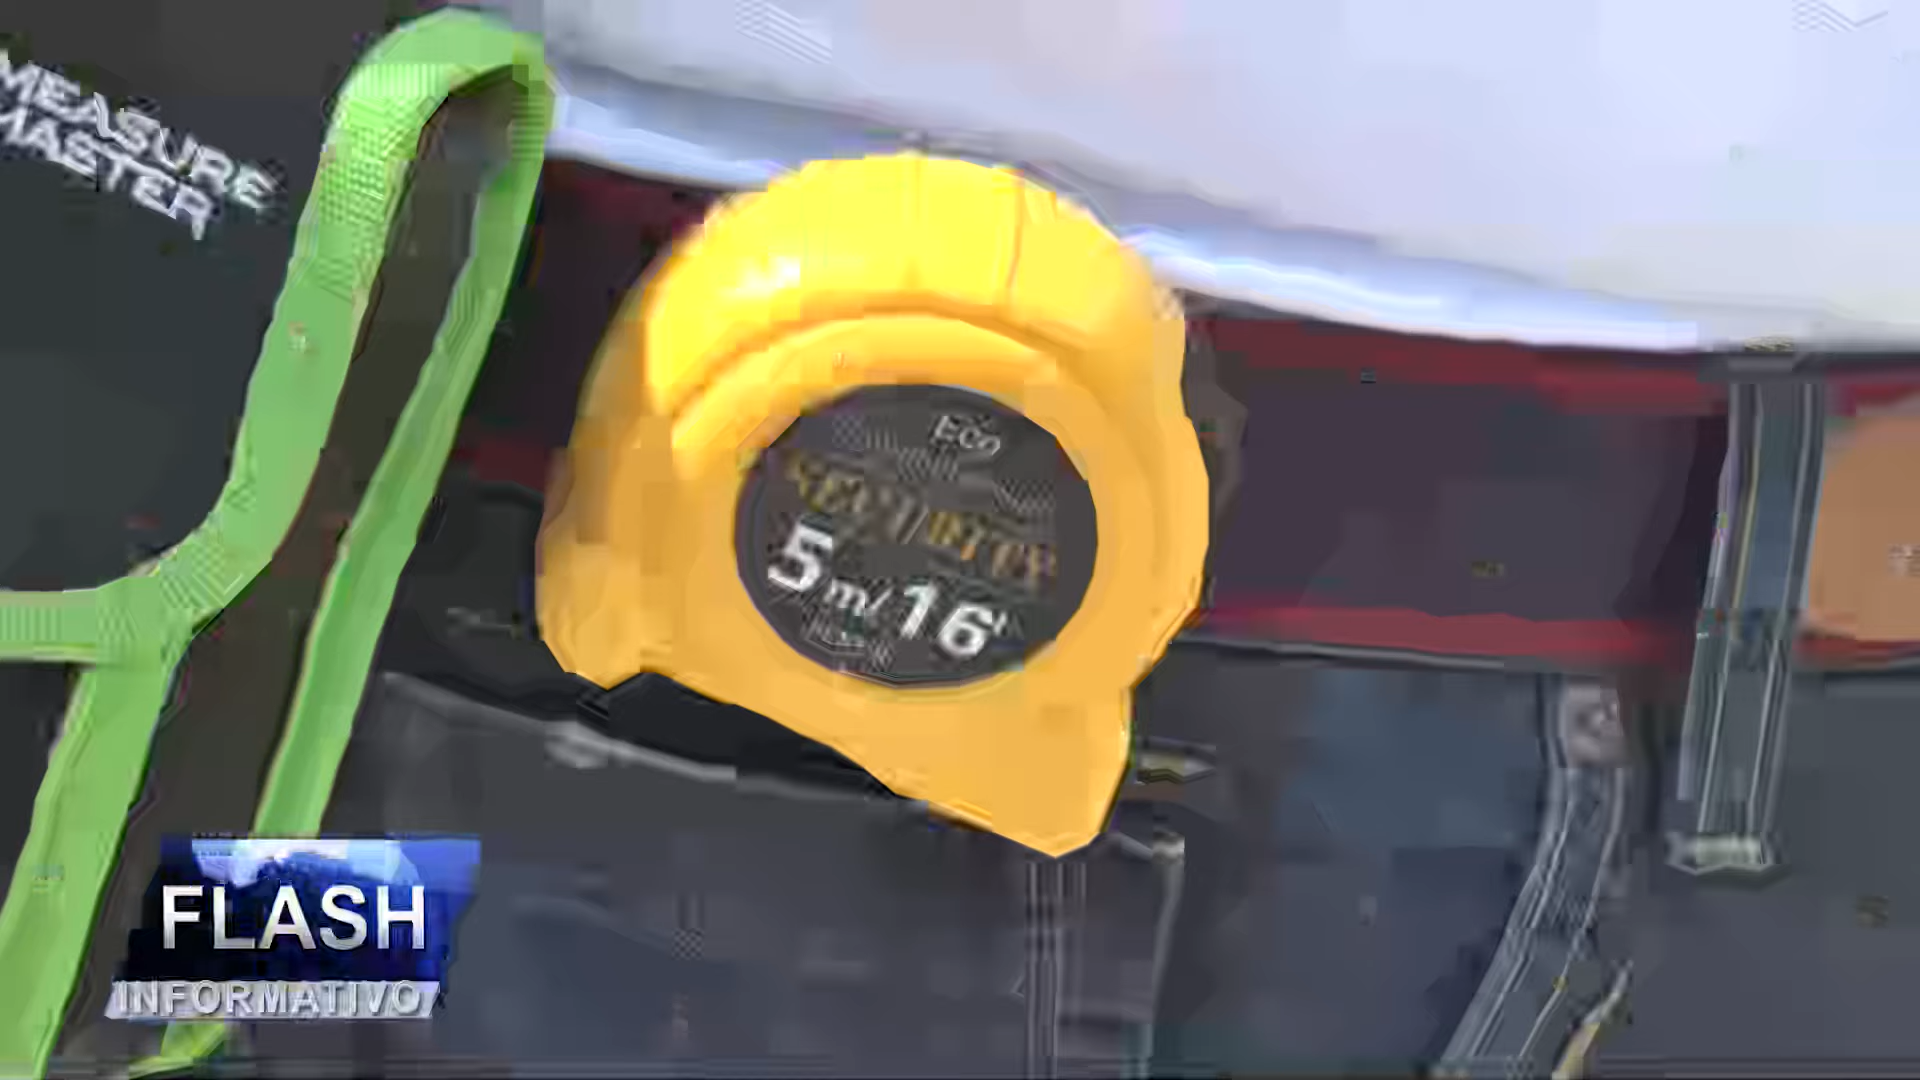 MEASURE
MASTER
ECO
5m/16'
FLASH
INFORMATIVO